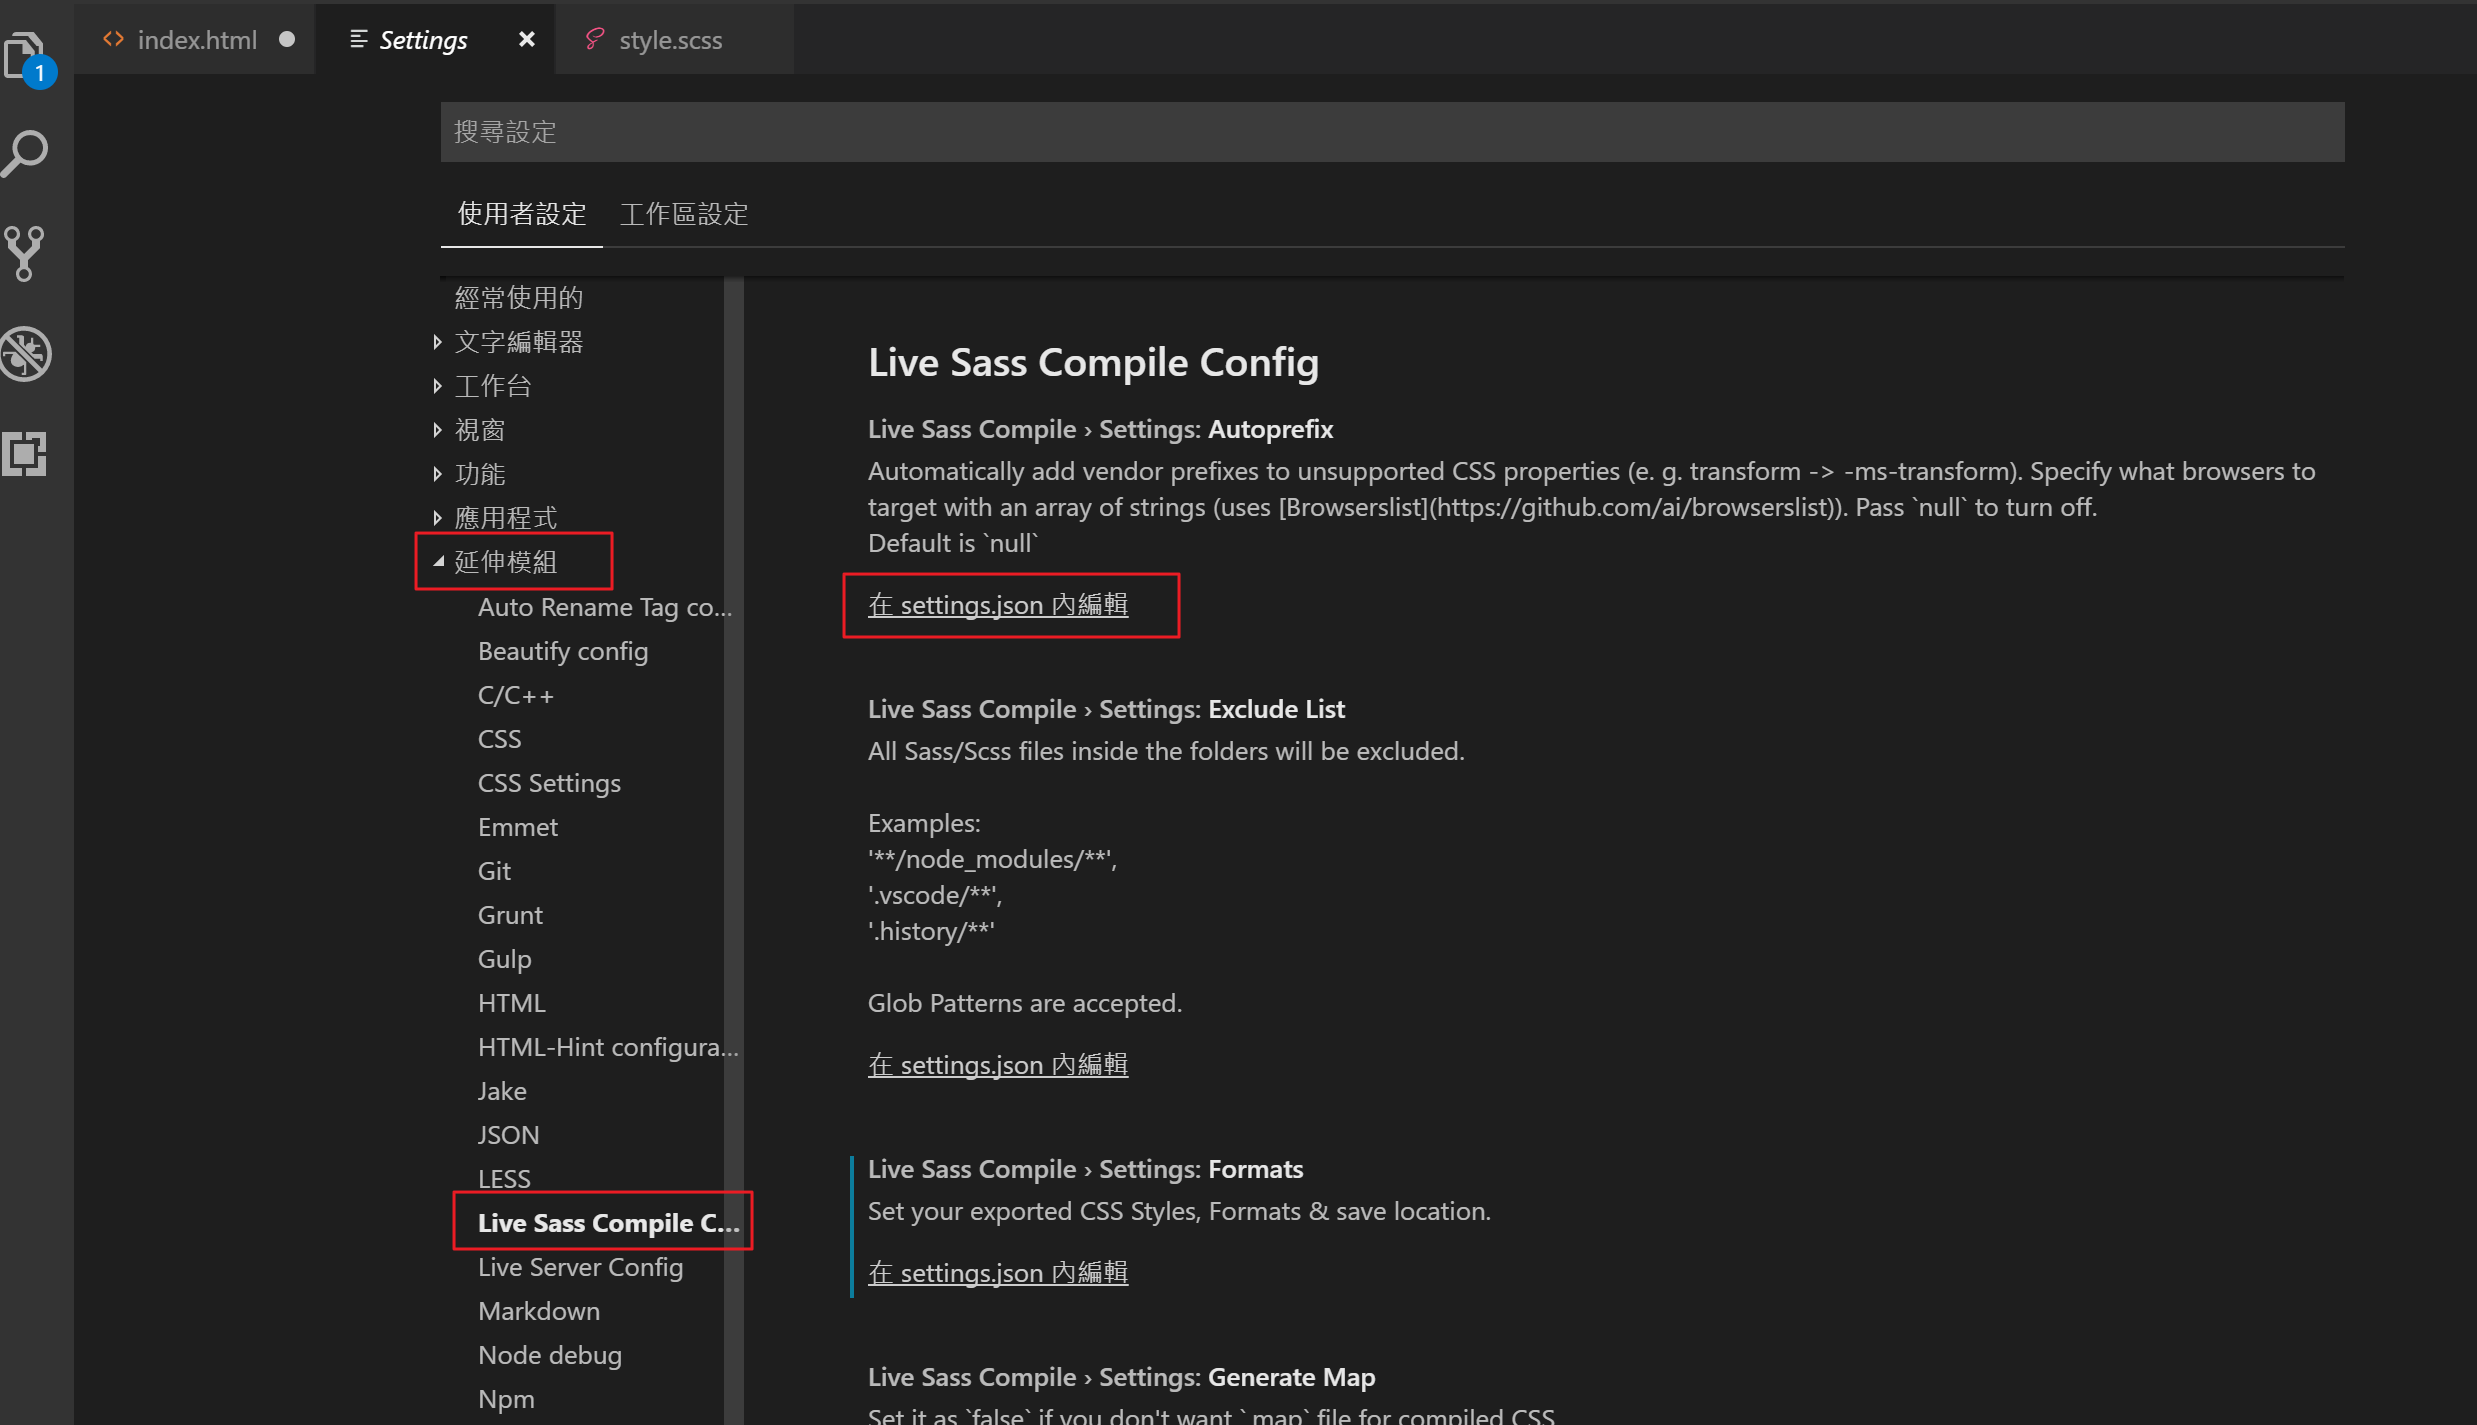 index.html
Settings
style.scss
1
搜尋設定
使用者設定 工作區設定
經常使用的
文字編輯器
工作台
視窗
功能
應用程式
延伸模組
Auto Rename Tag co...
Beautify config
C/C++
CSS
CSS Settings
Emmet
Git
Grunt
Gulp
HTML
HTML-Hint configura...
Jake
JSON
LESS
Live Sass Compile C...
Live Server Config
Markdown
Node debug
Npm
Live Sass Compile Config
Live Sass Compile › Settings: Autoprefix
Automatically add vendor prefixes to unsupported CSS properties (e. g. transform -> -ms-transform). Specify what browsers to
target with an array of strings (uses [Browserslist](https://github.com/ai/browserslist)). Pass `null` to turn off.
Default is `null`
在 settings.json 內編輯
Live Sass Compile › Settings: Exclude List
All Sass/Scss files inside the folders will be excluded.
Examples:
'**/node_modules/**',
'.vscode/**',
'.history/**'
Glob Patterns are accepted.
在 settings.json 內編輯
Live Sass Compile › Settings: Formats
Set your exported CSS Styles, Formats & save location.
在 settings.json 內編輯
Live Sass Compile › Settings: Generate Map
Set it as `false` if you don't want `.map` file for compiled CSS.